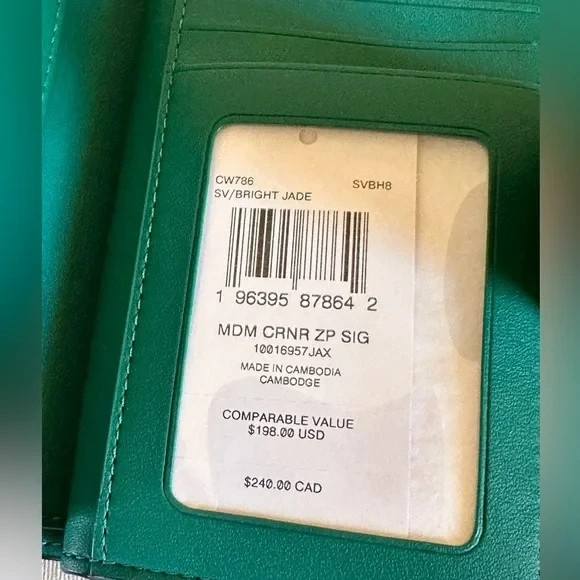 CW786 SVBH8
SV/BRIGHT JADE
1 96395 87864 2
MDM CRNR ZP SIG
10016957JAX
MADE IN CAMBODIA
CAMBODGE
COMPARABLE VALUE
$198.00 USD
$240.00 CAD